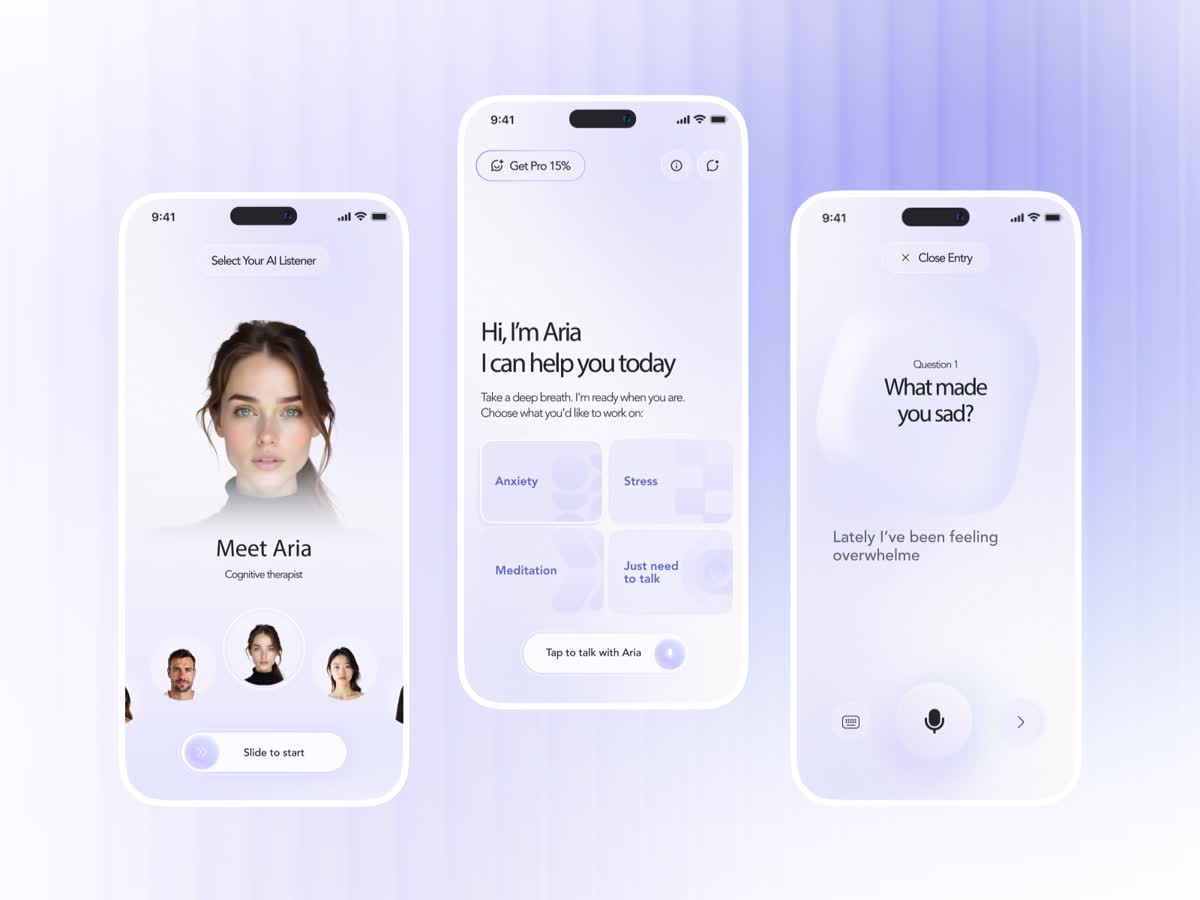 9:41
Select Your AI Listener
Meet Aria
Cognitive therapist
Slide to start
9:41
Get Pro 15%
Hi, I'm Aria
I can help you today
Take a deep breath. I'm ready when you are.
Choose what you'd like to work on:
Anxiety
Stress
Meditation
Just need
to talk
Tap to talk with Aria
9:41
Close Entry
Question 1
What made
you sad?
Lately I've been feeling
overwhelme